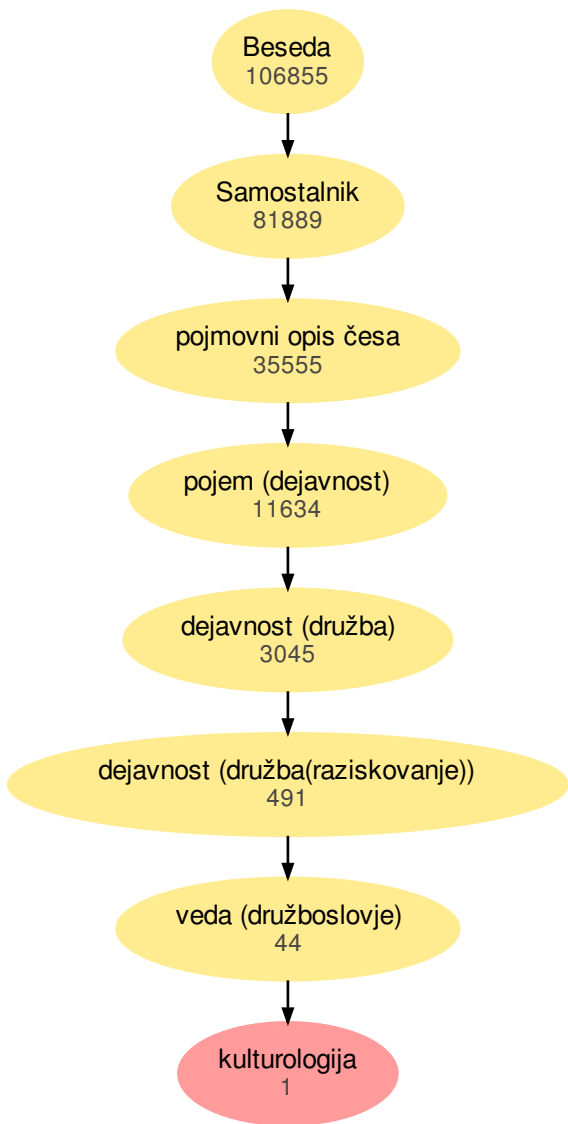 Beseda
106855
Samostalnik
81889
pojmovni opis česa
35555
pojem (dejavnost)
11634
dejavnost (družba)
3045
dejavnost (družba(raziskovanje))
491
veda (družboslovje)
44
kulturologija
1